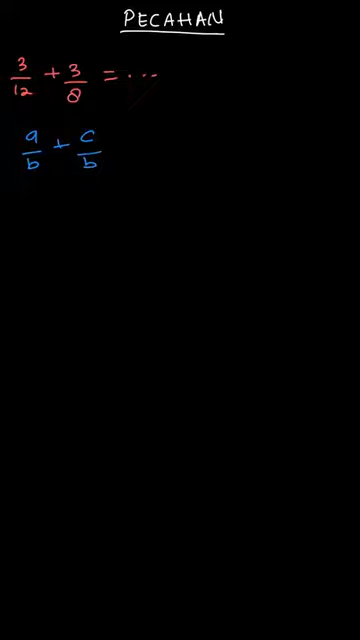 PECAHAN
3/12 + 3/8 = ...
a/b + c/b